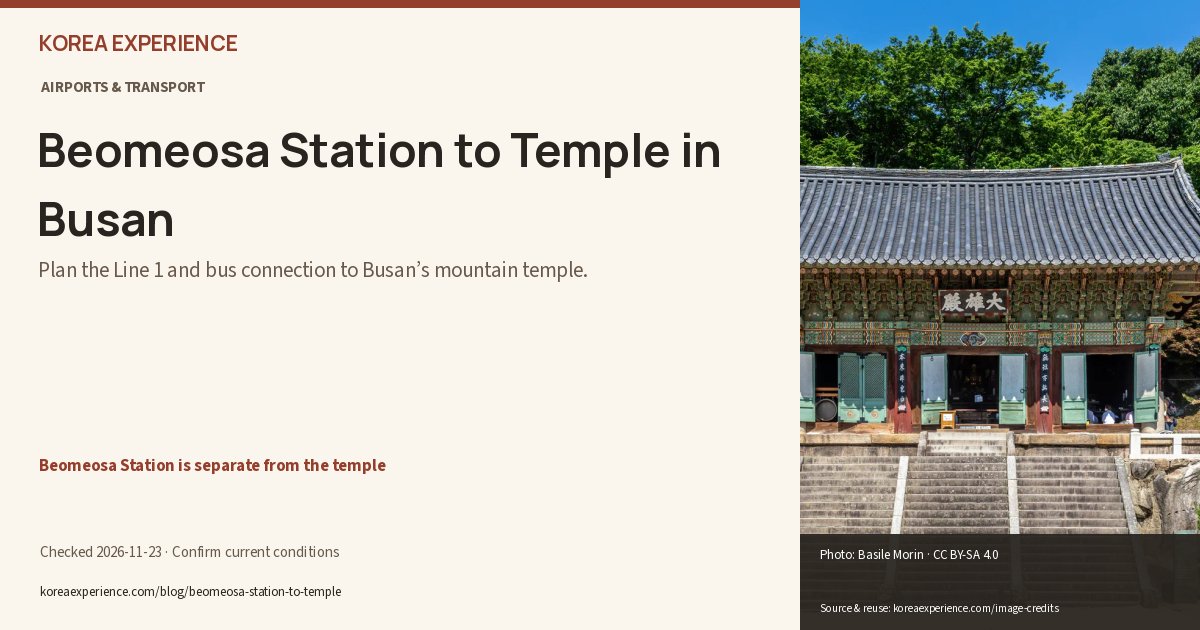 KOREA EXPERIENCE
AIRPORTS & TRANSPORT
Beomeosa Station to Temple in
Busan
Plan the Line 1 and bus connection to Busan’s mountain temple.
Beomeosa Station is separate from the temple
Checked 2026-11-23 · Confirm current conditions
koreaexperience.com/blog/beomeosa-station-to-temple
殿雄大
Photo: Basile Morin · CC BY-SA 4.0
Source & reuse: koreaexperience.com/image-credits